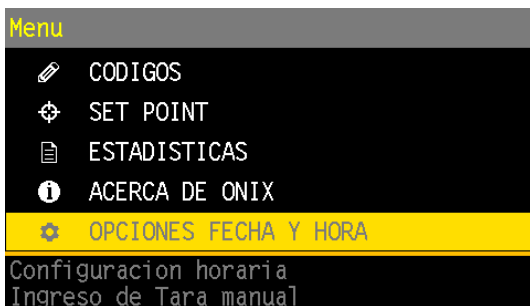 Menu
CODIGOS
SET POINT
ESTADISTICAS
ACERCA DE ONIX
OPCIONES FECHA Y HORA
Configuracion horaria
Ingreso de Tara manual